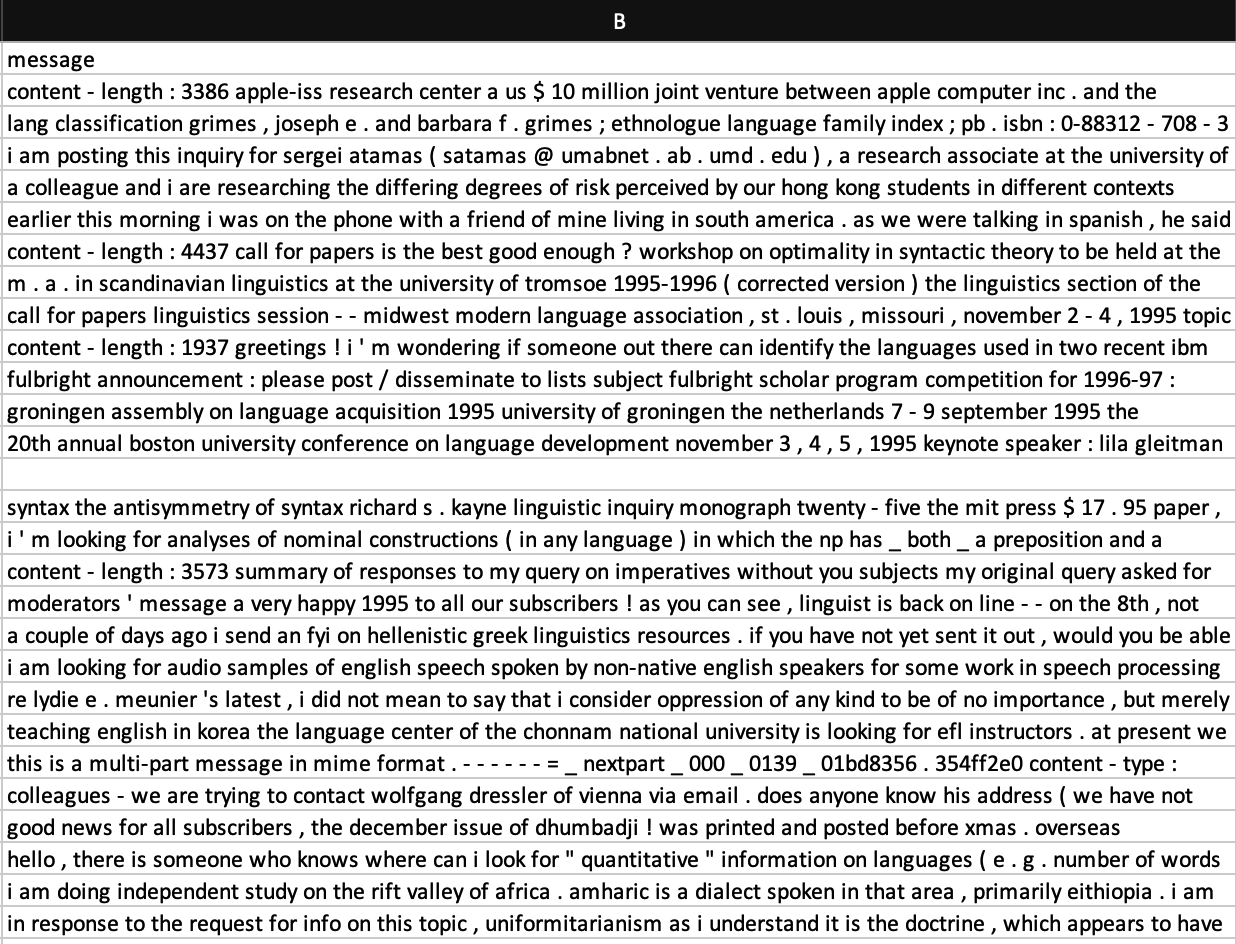 B
message
content - length : 3386 apple-iss research center a us $ 10 million joint venture between apple computer inc . and the
lang classification grimes , joseph e . and barbara f . grimes ; ethnologue language family index ; pb . isbn : 0-88312 - 708 - 3
i am posting this inquiry for sergei atamas ( satamas @ umabnet . ab . umd . edu ) , a research associate at the university of
a colleague and i are researching the differing degrees of risk perceived by our hong kong students in different contexts
earlier this morning i was on the phone with a friend of mine living in south america . as we were talking in spanish , he said
content - length : 4437 call for papers is the best good enough ? workshop on optimality in syntactic theory to be held at the
m . a . in scandinavian linguistics at the university of tromsoe 1995-1996 ( corrected version ) the linguistics section of the
call for papers linguistics session - - midwest modern language association , st . louis , missouri , november 2 - 4 , 1995 topic
content - length : 1937 greetings ! i ' m wondering if someone out there can identify the languages used in two recent ibm
fulbright announcement : please post / disseminate to lists subject fulbright scholar program competition for 1996-97 :
groningen assembly on language acquisition 1995 university of groningen the netherlands 7 - 9 september 1995 the
20th annual boston university conference on language development november 3 , 4 , 5 , 1995 keynote speaker : lila gleitman
syntax the antisymmetry of syntax richard s . kayne linguistic inquiry monograph twenty - five the mit press $ 17 . 95 paper ,
i ' m looking for analyses of nominal constructions ( in any language ) in which the np has _ both _ a preposition and a
content - length : 3573 summary of responses to my query on imperatives without you subjects my original query asked for
moderators ' message a very happy 1995 to all our subscribers ! as you can see , linguist is back on line - - on the 8th , not
a couple of days ago i send an fyi on hellenistic greek linguistics resources . if you have not yet sent it out , would you be able
i am looking for audio samples of english speech spoken by non-native english speakers for some work in speech processing
re lydie e . meunier 's latest , i did not mean to say that i consider oppression of any kind to be of no importance , but merely
teaching english in korea the language center of the chonnam national university is looking for efl instructors . at present we
this is a multi-part message in mime format . - - - - - - = _ nextpart _ 000 _ 0139 _ 01bd8356 . 354ff2e0 content - type :
colleagues - we are trying to contact wolfgang dressler of vienna via email . does anyone know his address ( we have not
good news for all subscribers , the december issue of dhumbadji ! was printed and posted before xmas . overseas
hello , there is someone who knows where can i look for " quantitative " information on languages ( e . g . number of words
i am doing independent study on the rift valley of africa . amharic is a dialect spoken in that area , primarily eithiopia . i am
in response to the request for info on this topic , uniformitarianism as i understand it is the doctrine , which appears to have